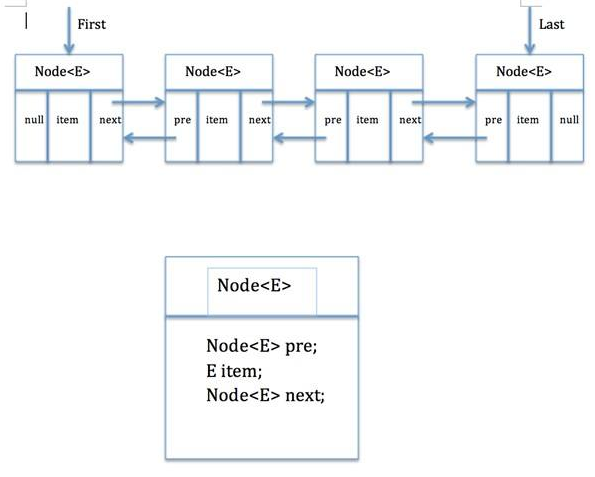 First
Last
Node<E>
Node<E>
Node<E>
Node<E>
null item next
pre item next
pre item next
pre item null
Node<E>
Node<E> pre;
E item;
Node<E> next;